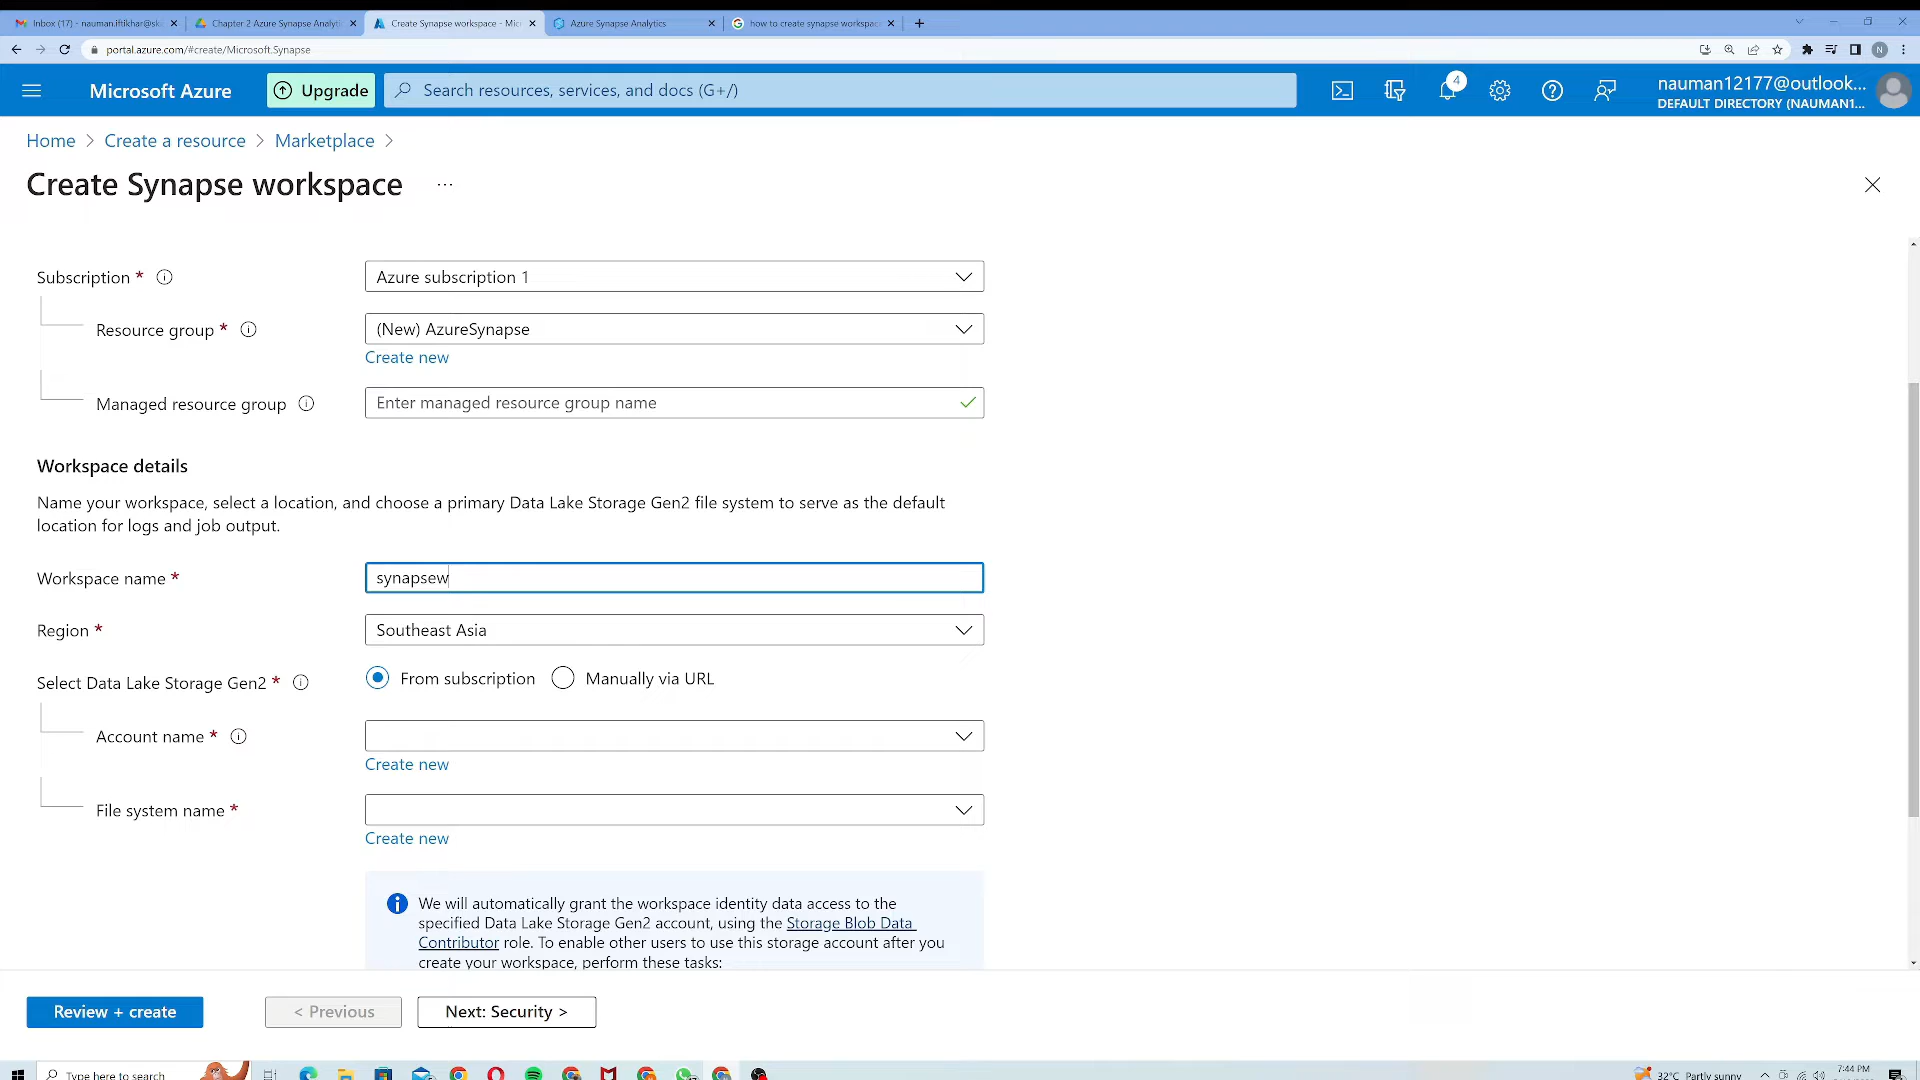 Inbox (17) - nauman.iftikhar@sk
Chapter 2 Azure Synapse Analyti
Create Synapse workspace - Mic
Azure Synapse Analytics
how to create synapse workspac
portal.azure.com/#create/Microsoft.Synapse
N
Microsoft Azure
Upgrade
Search resources, services, and docs (G+/)
4
nauman12177@outlook...
DEFAULT DIRECTORY (NAUMAN1...
Home > Create a resource > Marketplace >
Create Synapse workspace ...
Subscription *
Azure subscription 1
Resource group *
(New) AzureSynapse
Create new
Managed resource group
Enter managed resource group name
Workspace details
Name your workspace, select a location, and choose a primary Data Lake Storage Gen2 file system to serve as the default
location for logs and job output.
Workspace name *
synapsew
Region *
Southeast Asia
Select Data Lake Storage Gen2 *
From subscription
Manually via URL
Account name *
Create new
File system name *
Create new
We will automatically grant the workspace identity data access to the
specified Data Lake Storage Gen2 account, using the Storage Blob Data
Contributor role. To enable other users to use this storage account after you
create your workspace, perform these tasks:
Review + create
< Previous
Next: Security >
Type here to search
32°C Partly sunny
7:44 PM